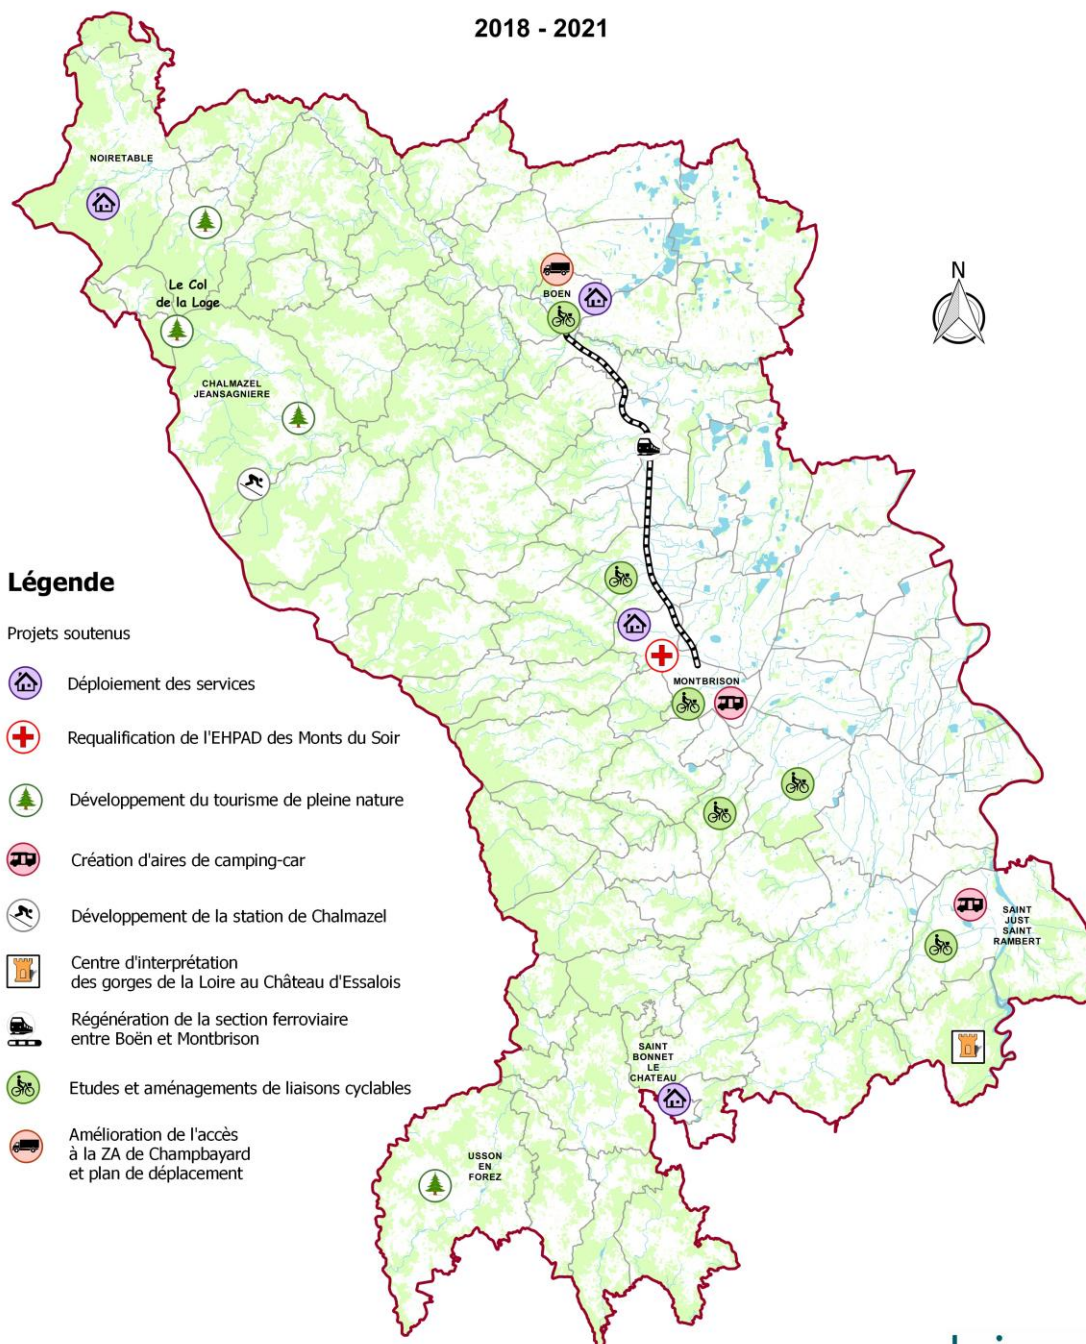 2018 - 2021
NOIRETABLE
Le Col
de la Loge
BOEN
N
CHALMAZEL
JEANSAGNIERE
MONTBRISON
SAINT
JUST
SAINT
RAMBERT
SAINT
BONNET
LE
CHATEAU
USSON
EN
FOREZ
Légende
Projets soutenus
Déploiement des services
Requalification de l'EHPAD des Monts du Soir
Développement du tourisme de pleine nature
Création d'aires de camping-car
Développement de la station de Chalmazel
Centre d'interprétation
des gorges de la Loire au Château d'Essalois
Régénération de la section ferroviaire
entre Boën et Montbrison
Etudes et aménagements de liaisons cyclables
Amélioration de l'accès
à la ZA de Champbayard
et plan de déplacement